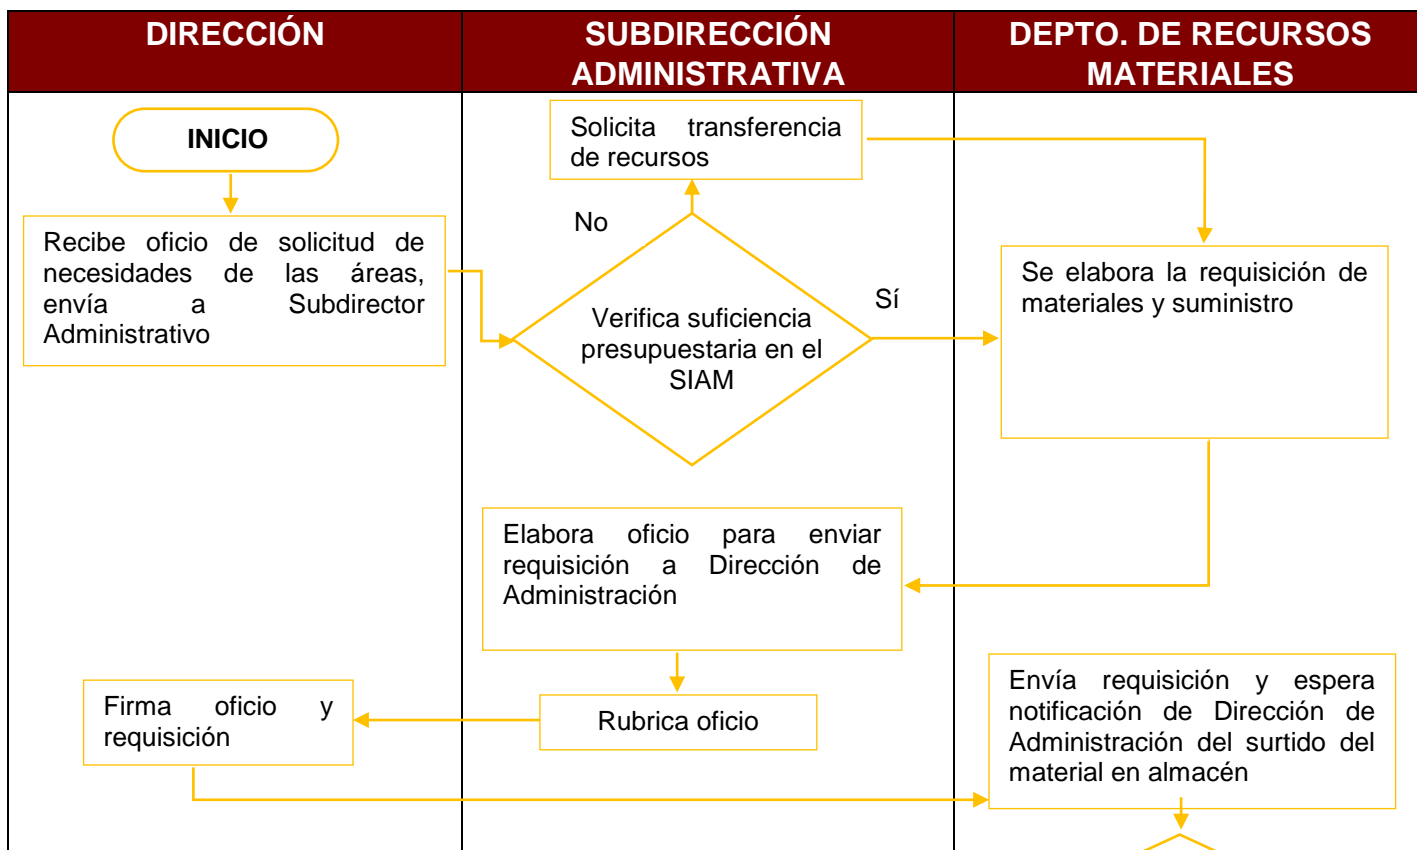 DIRECCIÓN
SUBDIRECCIÓN
ADMINISTRATIVA
DEPTO. DE RECURSOS
MATERIALES
INICIO
Solicita transferencia
de recursos
No
Recibe oficio de solicitud de
necesidades de las áreas,
envía a Subdirector
Administrativo
Verifica suficiencia
presupuestaria en el
SIAM
Sí
Se elabora la requisición de
materiales y suministro
Elabora oficio para enviar
requisición a Dirección de
Administración
Rubrica oficio
Firma oficio y
requisición
Envía requisición y espera
notificación de Dirección de
Administración del surtido del
material en almacén